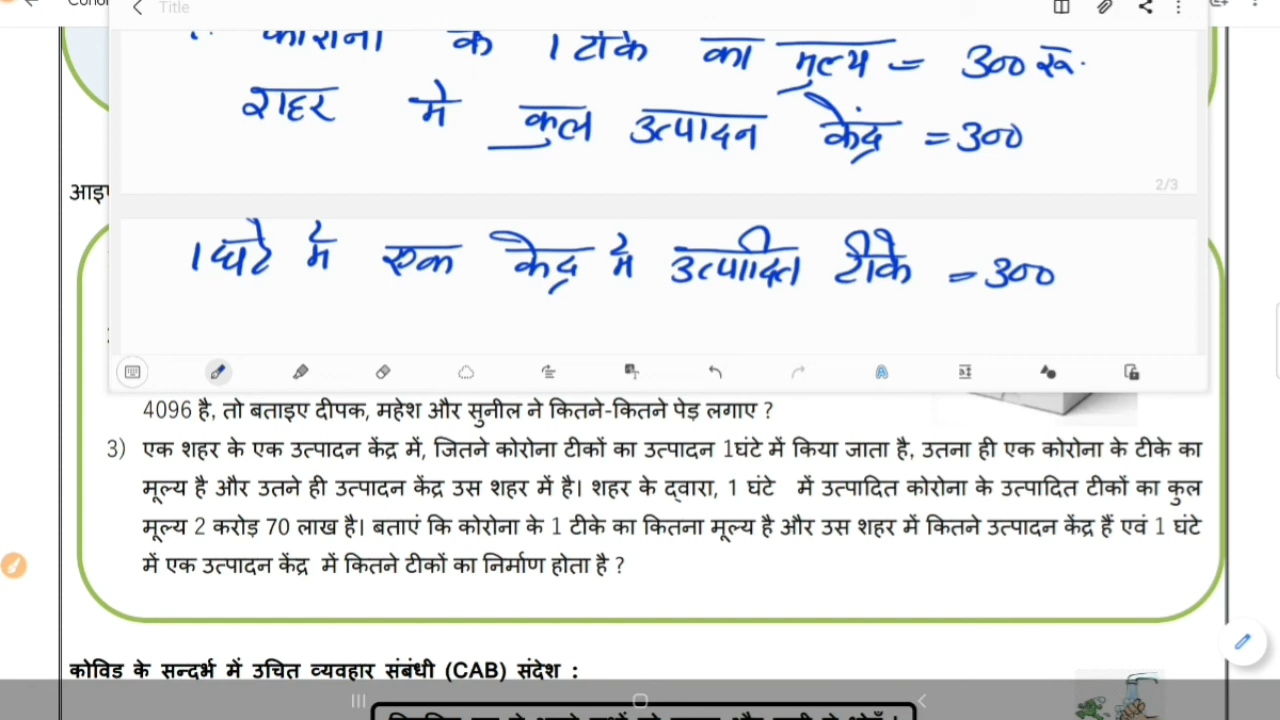 Title
कोरोना के 1 टीके का मूल्य = 300 रू.
शहर मे कुल उत्पादन केंद्र = 300
2/3
आइए
1 घंटे मे एक केंद्र मे उत्पादित टीके = 300
4096 है, तो बताइए दीपक, महेश और सुनील ने कितने-कितने पेड़ लगाए ?
3) एक शहर के एक उत्पादन केंद्र में, जितने कोरोना टीकों का उत्पादन 1घंटे में किया जाता है, उतना ही एक कोरोना के टीके का
मूल्य है और उतने ही उत्पादन केंद्र उस शहर में है। शहर के द्वारा, 1 घंटे में उत्पादित कोरोना के उत्पादित टीकों का कुल
मूल्य 2 करोड़ 70 लाख है। बताएं कि कोरोना के 1 टीके का कितना मूल्य है और उस शहर में कितने उत्पादन केंद्र हैं एवं 1 घंटे
में एक उत्पादन केंद्र में कितने टीकों का निर्माण होता है ?
कोविड के सन्दर्भ में उचित व्यवहार संबंधी (CAB) संदेश :